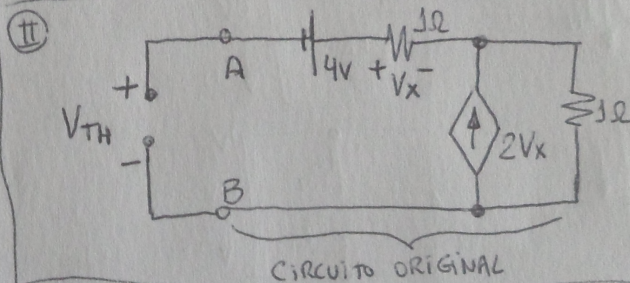 II
1Ω
A
4V + Vx -
+
VTH
-
2Vx
1Ω
B
CIRCUITO ORIGINAL